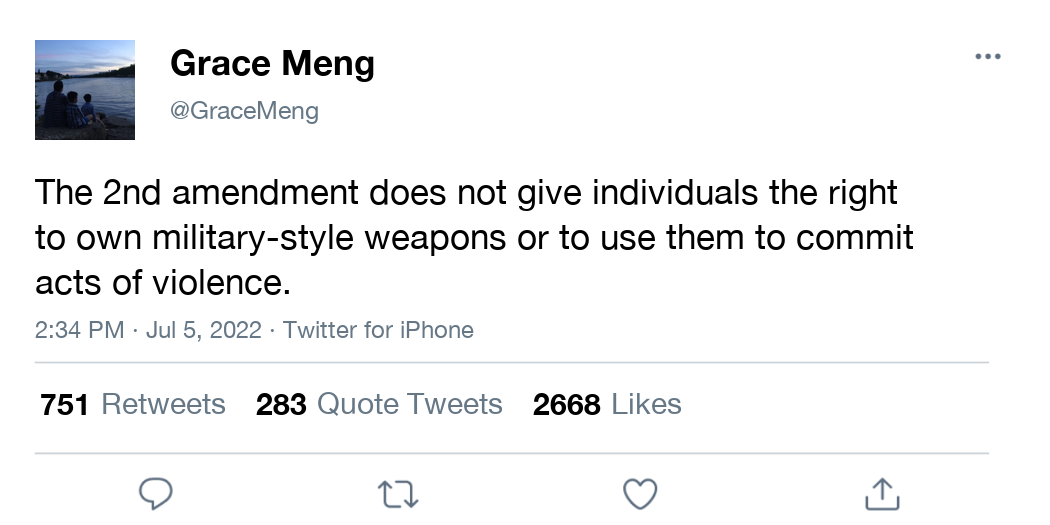 Grace Meng
@GraceMeng
The 2nd amendment does not give individuals the right
to own military-style weapons or to use them to commit
acts of violence.
2:34 PM · Jul 5, 2022 · Twitter for iPhone
751 Retweets 283 Quote Tweets 2668 Likes